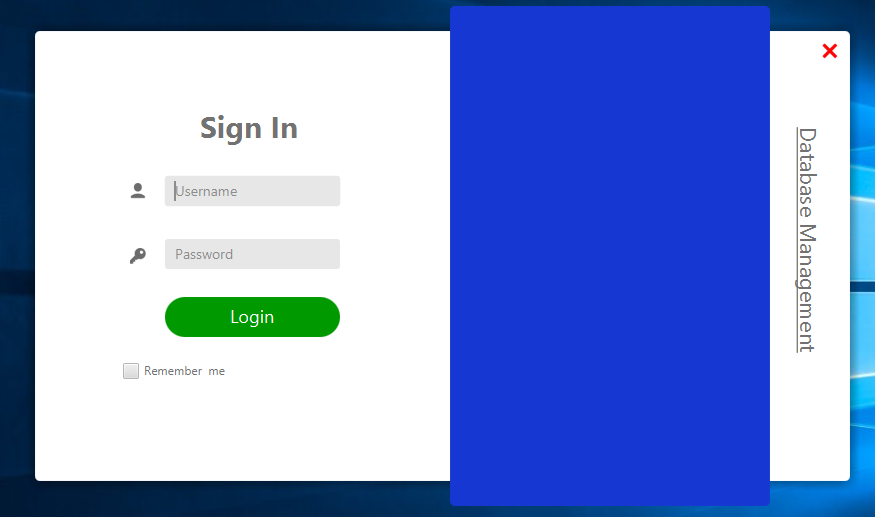 Sign In
Username
Password
Login
Remember me
Database Management